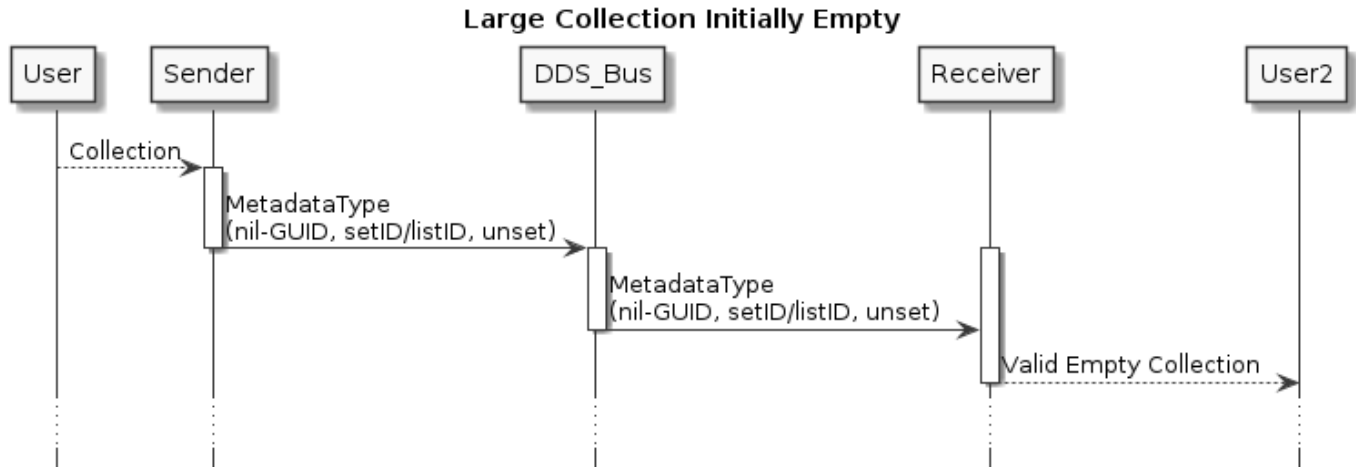 Large Collection Initially Empty
User
Sender
DDS_Bus
Receiver
User2
Collection
MetadataType
(nil-GUID, setID/listID, unset)
MetadataType
(nil-GUID, setID/listID, unset)
Valid Empty Collection